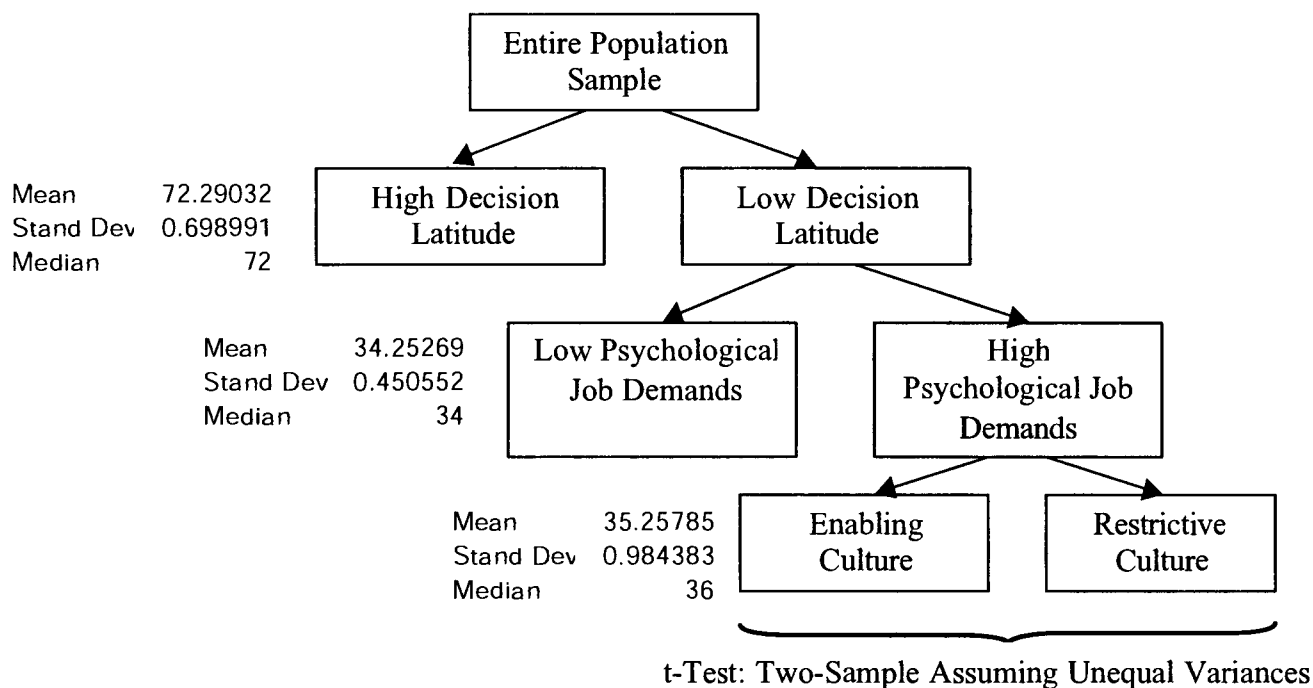 Entire Population
Sample
Mean 72.29032
Stand Dev 0.698991
Median 72
High Decision
Latitude
Low Decision
Latitude
Mean 34.25269
Stand Dev 0.450552
Median 34
Low Psychological
Job Demands
High
Psychological Job
Demands
Mean 35.25785
Stand Dev 0.984383
Median 36
Enabling
Culture
Restrictive
Culture
t-Test: Two-Sample Assuming Unequal Variances